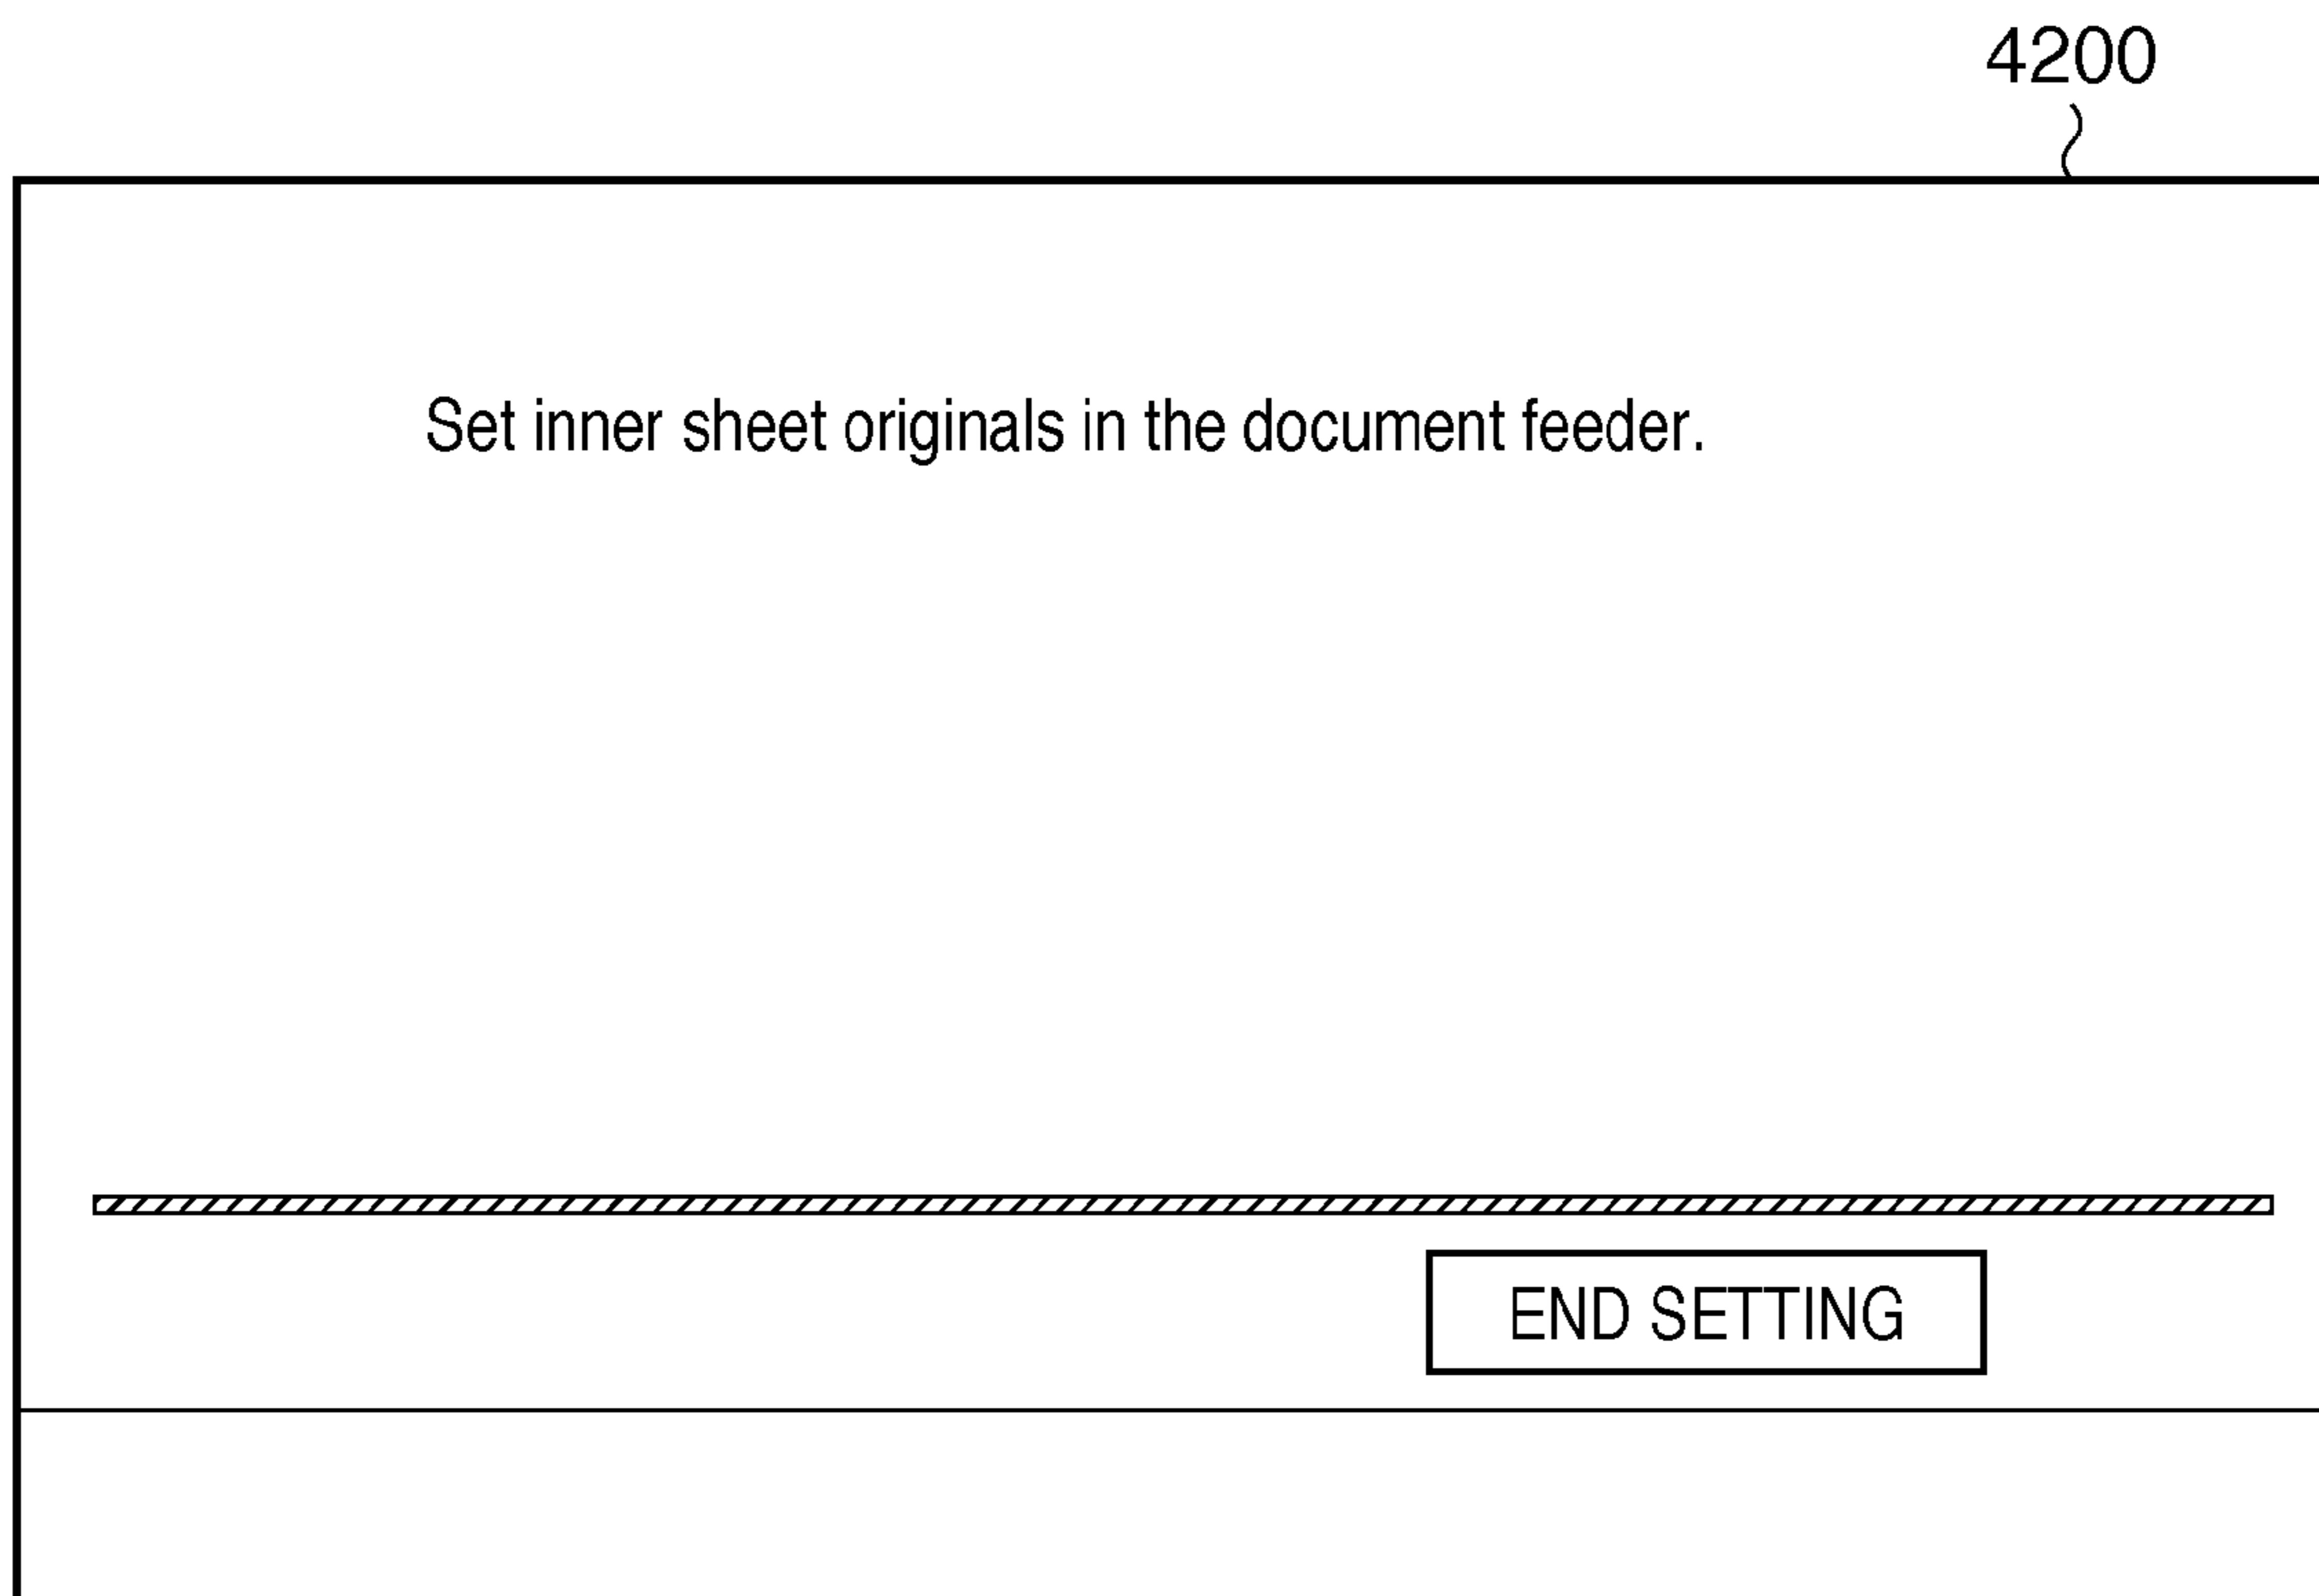 4200
Set inner sheet originals in the document feeder.
END SETTING